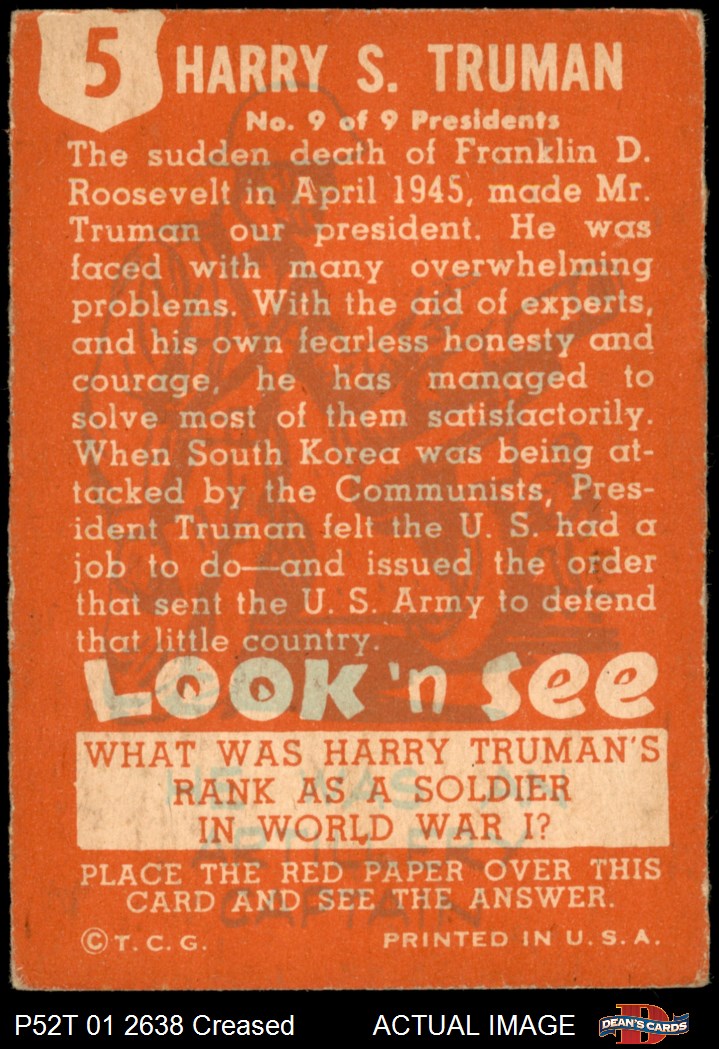 5 HARRY S. TRUMAN
No. 9 of 9 Presidents
The sudden death of Franklin D.
Roosevelt in April 1945, made Mr.
Truman our president. He was
faced with many overwhelming
problems. With the aid of experts,
and his own fearless honesty and
courage, he has managed to
solve most of them satisfactorily.
When South Korea was being at-
tacked by the Communists, Pres-
ident Truman felt the U. S. had a
job to do—and issued the order
that sent the U. S. Army to defend
that little country.
LOOK 'n See
WHAT WAS HARRY TRUMAN'S
RANK AS A SOLDIER
IN WORLD WAR I?
HE WAS AN
ARTILLERY
CAPTAIN
PLACE THE RED PAPER OVER THIS
CARD AND SEE THE ANSWER.
© T. C. G. PRINTED IN U. S. A.
P52T 01 2638 Creased ACTUAL IMAGE DEAN'S CARDS